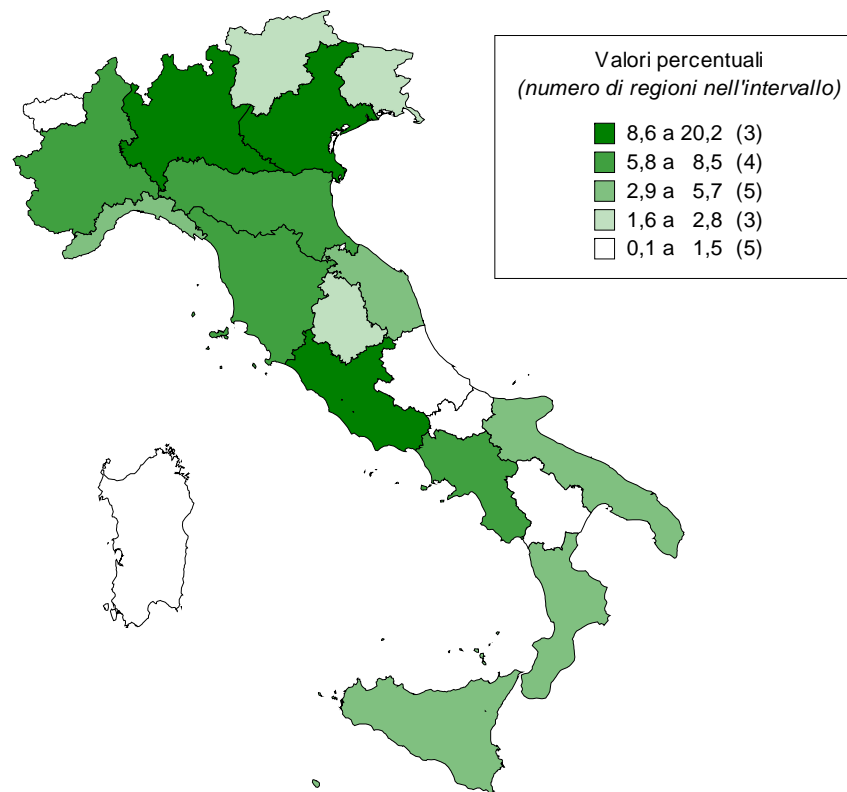 Valori percentuali
(numero di regioni nell'intervallo)
8,6 a 20,2 (3)
5,8 a 8,5 (4)
2,9 a 5,7 (5)
1,6 a 2,8 (3)
0,1 a 1,5 (5)